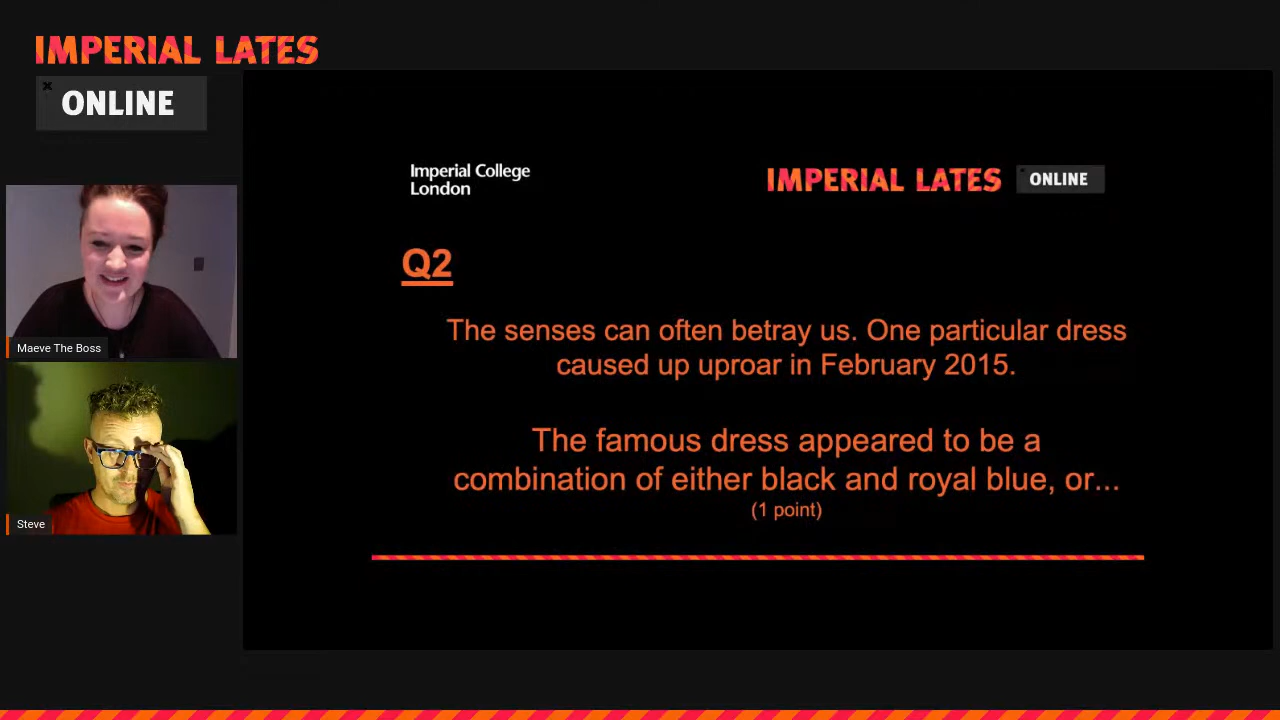 IMPERIAL LATES
ONLINE
Imperial College
London
IMPERIAL LATES ONLINE
Q2
The senses can often betray us. One particular dress
caused up uproar in February 2015.
The famous dress appeared to be a
combination of either black and royal blue, or...
(1 point)
Maeve The Boss
Steve